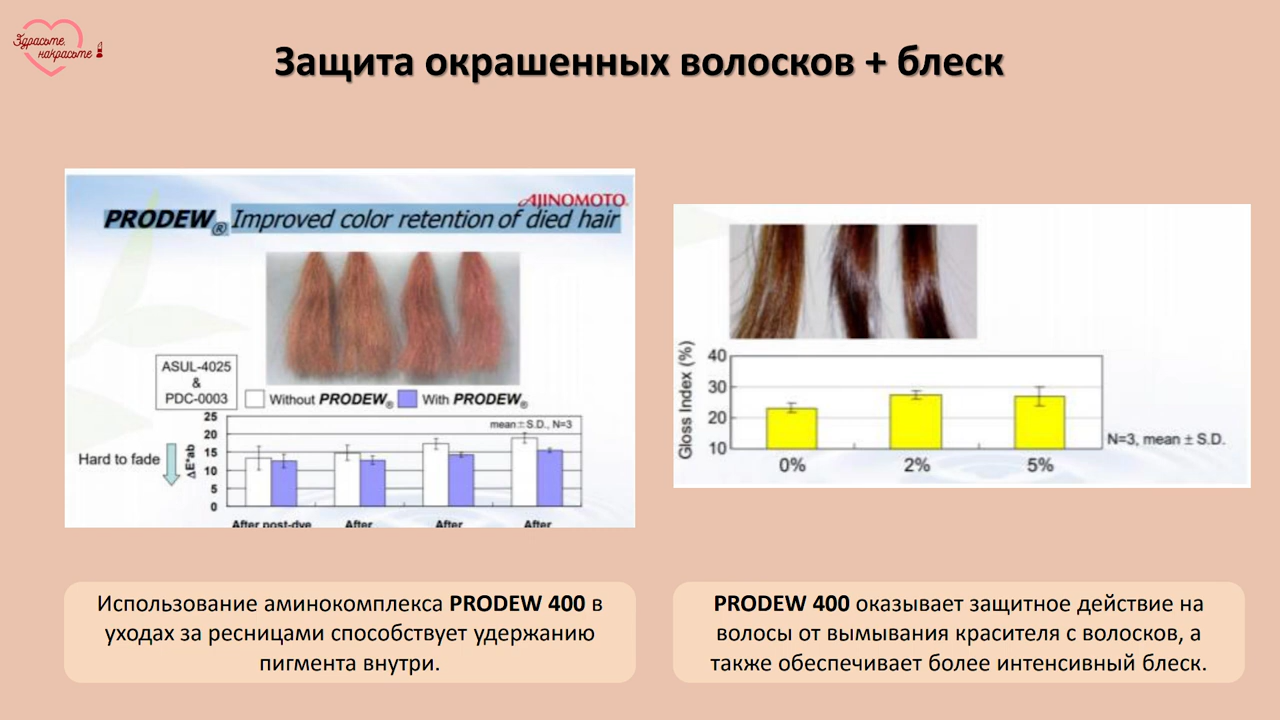 Здрасьте,
накрасьте
Защита окрашенных волосков + блеск
AJINOMOTO®
PRODEW® Improved color retention of died hair
ASUL-4025
&
PDC-0003
Without PRODEW®
With PRODEW®
mean±S.D., N=3
Hard to fade
ΔE*ab
25
20
15
10
5
0
After post-dye
After
After
After
Gloss Index (%)
40
30
20
10
0%
2%
5%
N=3, mean ± S.D.
Использование аминокомплекса PRODEW 400 в
уходах за ресницами способствует удержанию
пигмента внутри.
PRODEW 400 оказывает защитное действие на
волосы от вымывания красителя с волосков, а
также обеспечивает более интенсивный блеск.